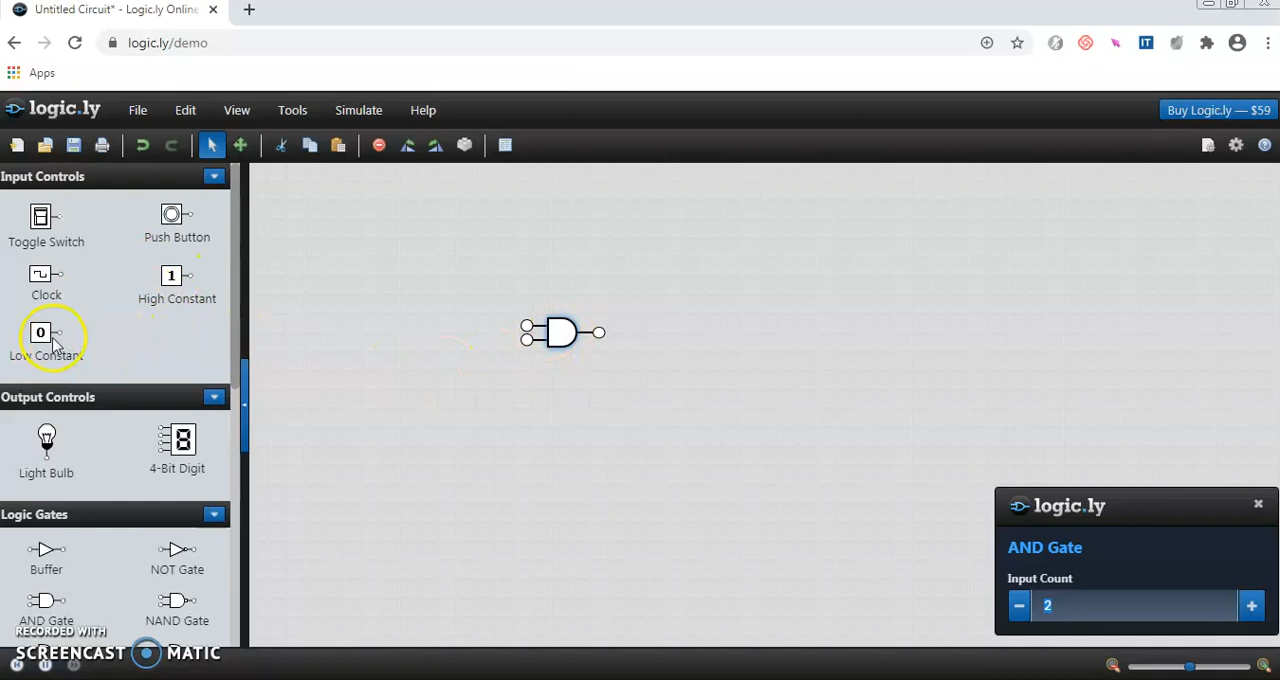 Untitled Circuit* - Logic.ly Online
logic.ly/demo
IT
Apps
logic.ly
File Edit View Tools Simulate Help
Buy Logic.ly — $59
Input Controls
Toggle Switch
Push Button
Clock
1
High Constant
0
Low Constant
Output Controls
Light Bulb
4-Bit Digit
Logic Gates
Buffer
NOT Gate
AND Gate
NAND Gate
RECORDED WITH
SCREENCAST MATIC
logic.ly
AND Gate
Input Count
2